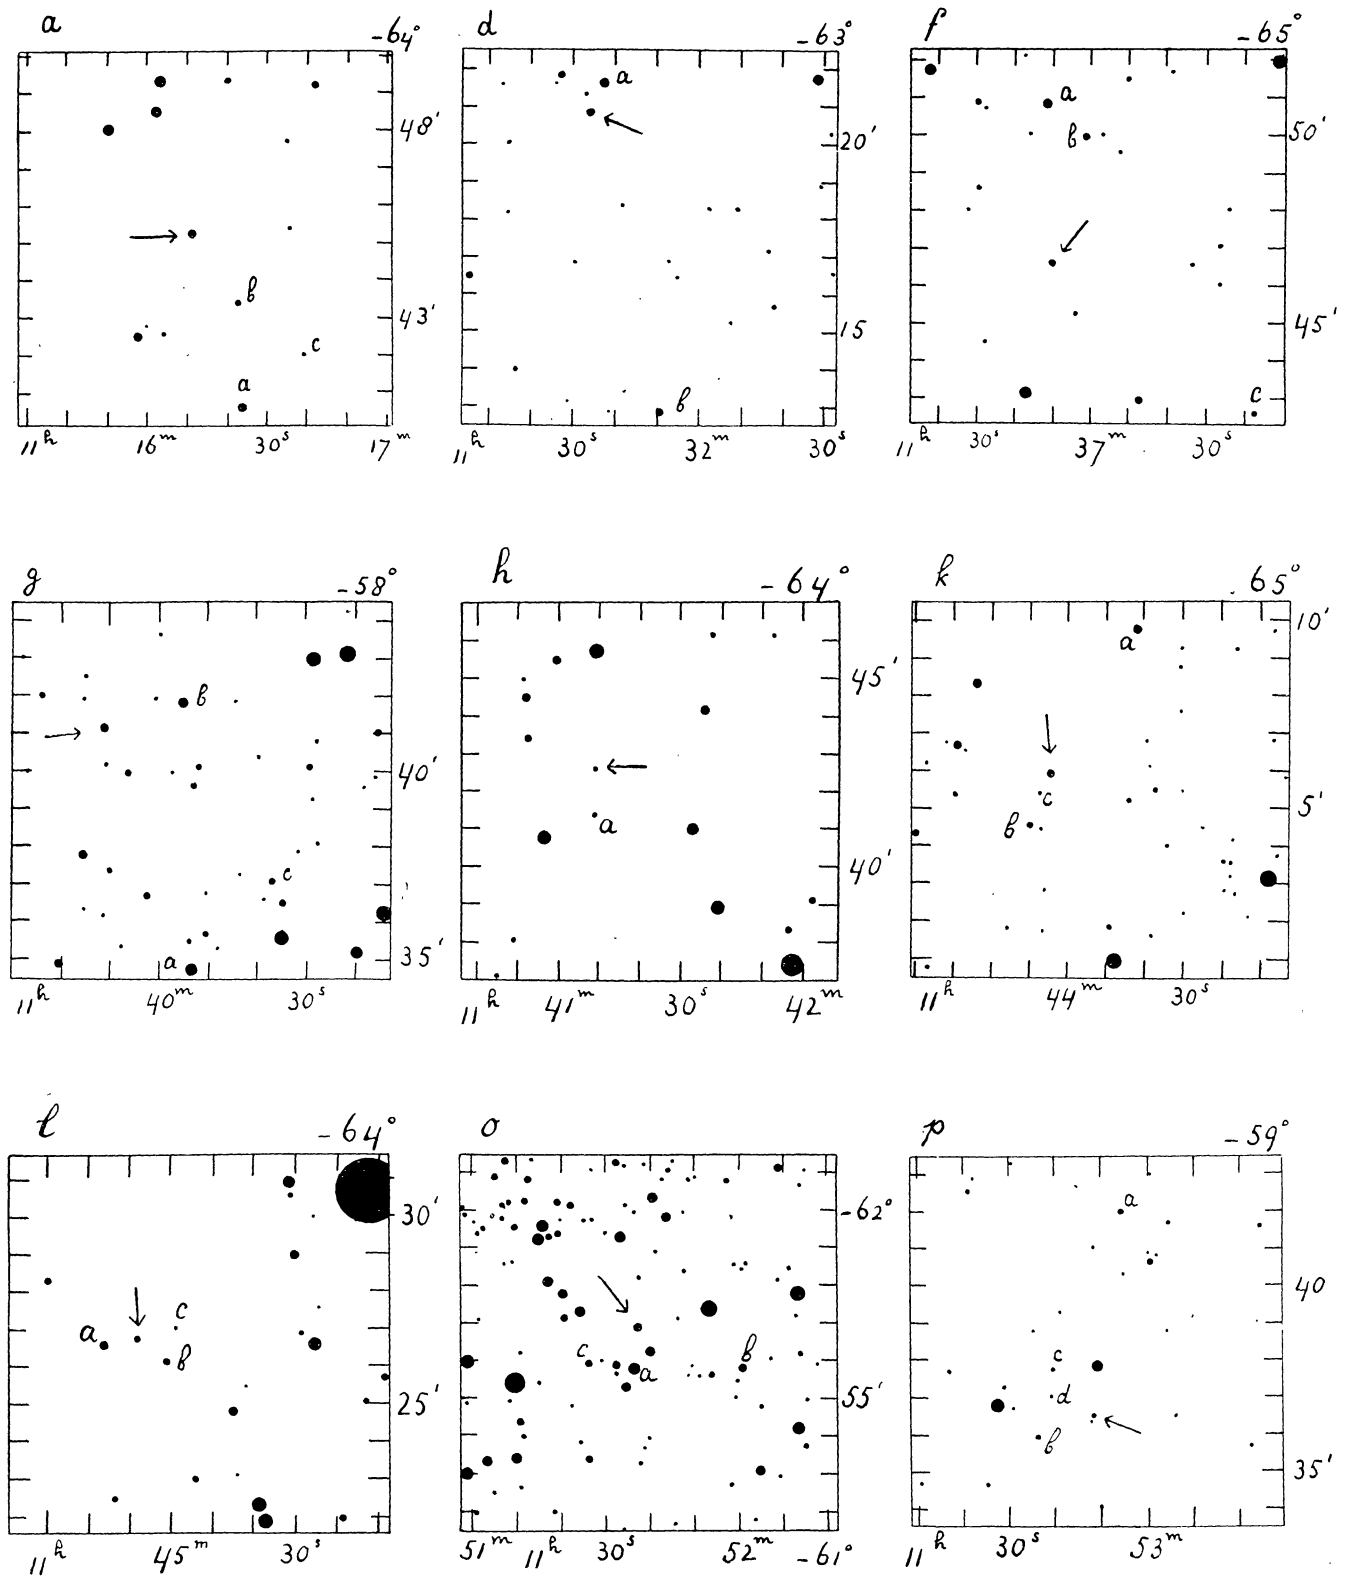 a
-64°
48'
b
43'
c
a
11ʰ 16ᵐ 30ˢ 17ᵐ
d
-63°
a
20'
15
b
11ʰ 30ˢ 32ᵐ 30ˢ
f
-65°
a
b
50'
45'
c
11ʰ 30ˢ 37ᵐ 30ˢ
g
-58°
b
40'
c
a
35'
11ʰ 40ᵐ 30ˢ
h
-64°
45'
a
40'
11ʰ 41ᵐ 30ˢ 42ᵐ
k
65°
10'
a
c
5'
b
11ʰ 44ᵐ 30ˢ
l
-64°
30'
c
a
b
25'
11ʰ 45ᵐ 30ˢ
o
-62°
c
b
a
55'
51ᵐ 11ʰ 30ˢ 52ᵐ -61°
p
-59°
a
40
c
d
b
35'
11ʰ 30ˢ 53ᵐ